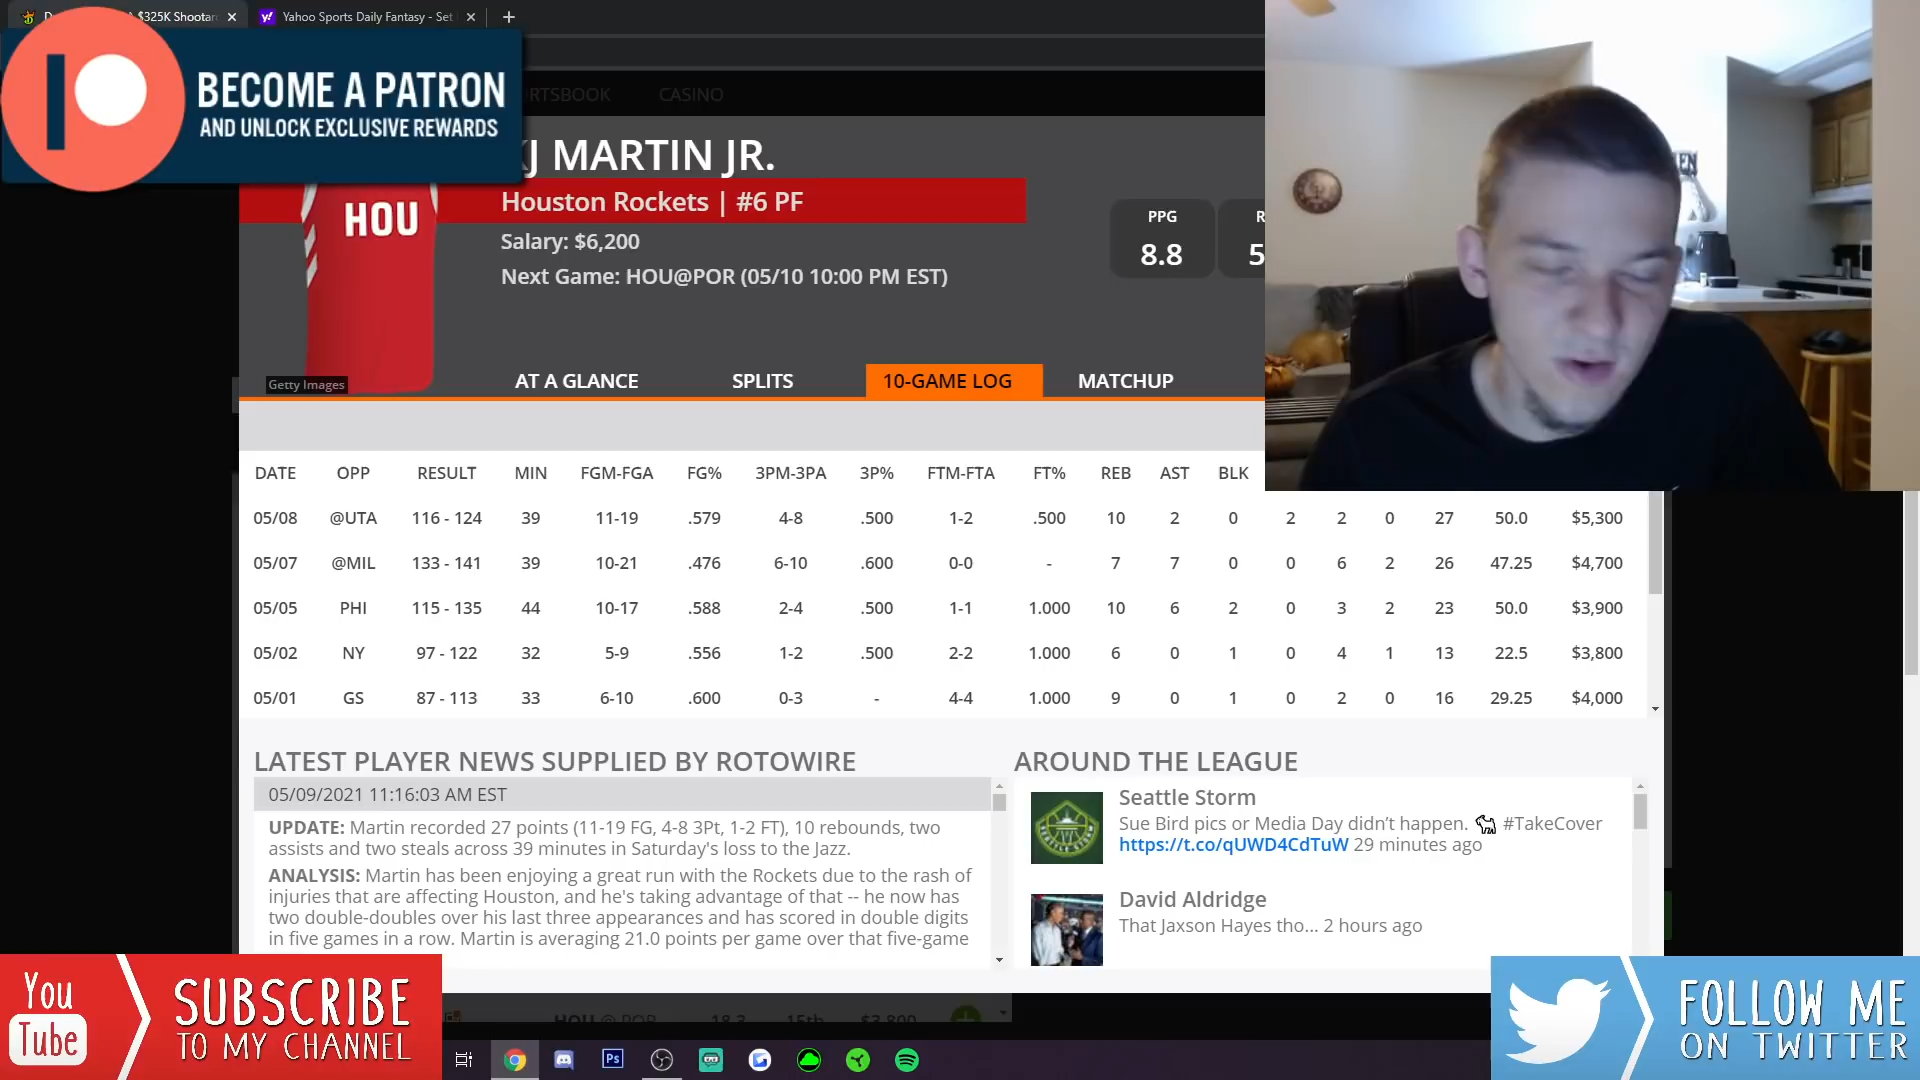 $325K Shootar
Yahoo Sports Daily Fantasy - Set
BECOME A PATRON
AND UNLOCK EXCLUSIVE REWARDS
RTSBOOK CASINO
KJ MARTIN JR.
Houston Rockets | #6 PF
Salary: $6,200
Next Game: HOU@POR (05/10 10:00 PM EST)
PPG
8.8
R
5
HOU
Getty Images
AT A GLANCE SPLITS 10-GAME LOG MATCHUP
DATE OPP RESULT MIN FGM-FGA FG% 3PM-3PA 3P% FTM-FTA FT% REB AST BLK
05/08 @UTA 116 - 124 39 11-19 .579 4-8 .500 1-2 .500 10 2 0 2 2 0 27 50.0 $5,300
05/07 @MIL 133 - 141 39 10-21 .476 6-10 .600 0-0 - 7 7 0 0 6 2 26 47.25 $4,700
05/05 PHI 115 - 135 44 10-17 .588 2-4 .500 1-1 1.000 10 6 2 0 3 2 23 50.0 $3,900
05/02 NY 97 - 122 32 5-9 .556 1-2 .500 2-2 1.000 6 0 1 0 4 1 13 22.5 $3,800
05/01 GS 87 - 113 33 6-10 .600 0-3 - 4-4 1.000 9 0 1 0 2 0 16 29.25 $4,000
LATEST PLAYER NEWS SUPPLIED BY ROTOWIRE
05/09/2021 11:16:03 AM EST
UPDATE: Martin recorded 27 points (11-19 FG, 4-8 3Pt, 1-2 FT), 10 rebounds, two
assists and two steals across 39 minutes in Saturday's loss to the Jazz.
ANALYSIS: Martin has been enjoying a great run with the Rockets due to the rash of
injuries that are affecting Houston, and he's taking advantage of that -- he now has
two double-doubles over his last three appearances and has scored in double digits
in five games in a row. Martin is averaging 21.0 points per game over that five-game
AROUND THE LEAGUE
Seattle Storm
Sue Bird pics or Media Day didn't happen. 🐐 #TakeCover
https://t.co/qUWD4CdTuW 29 minutes ago
David Aldridge
That Jaxson Hayes tho... 2 hours ago
HOU @ POR 18.3 15th $3,800
You
Tube
SUBSCRIBE
TO MY CHANNEL
Ps
FOLLOW ME
ON TWITTER